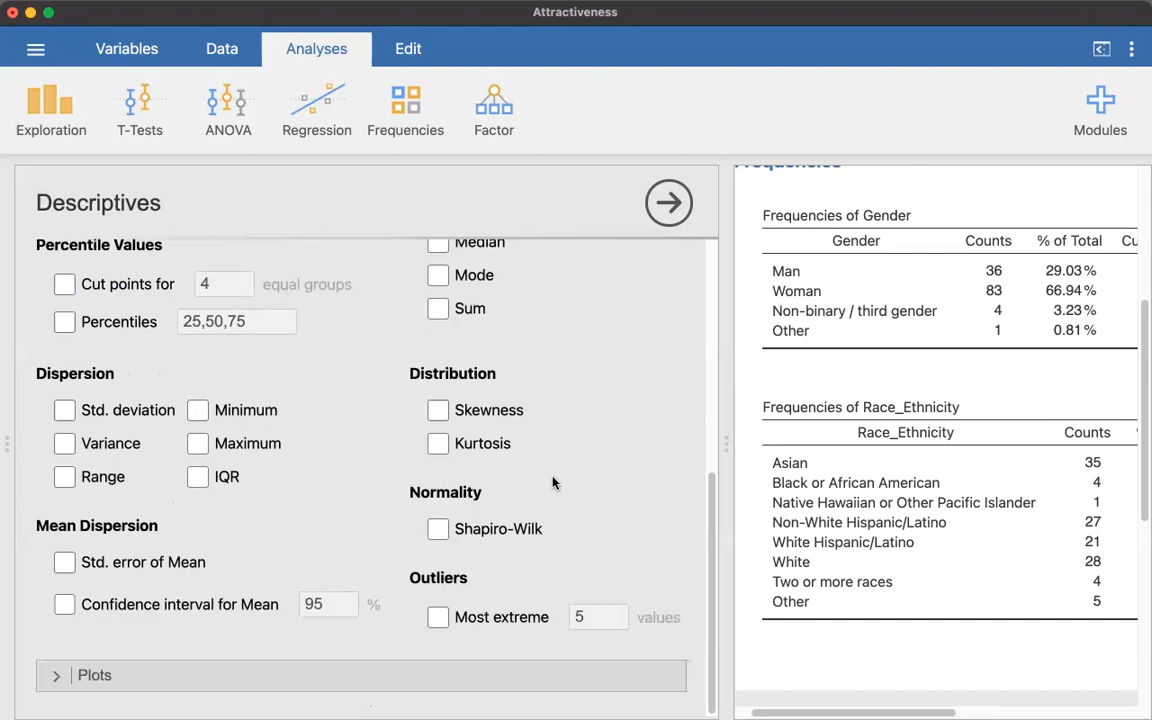 Attractiveness
Variables Data Analyses Edit
Exploration T-Tests ANOVA Regression Frequencies Factor Modules
Descriptives
Percentile Values
Cut points for 4 equal groups
Percentiles 25,50,75
Median
Mode
Sum
Dispersion
Std. deviation Minimum
Variance Maximum
Range IQR
Distribution
Skewness
Kurtosis
Mean Dispersion
Std. error of Mean
Confidence interval for Mean 95 %
Normality
Shapiro-Wilk
Outliers
Most extreme 5 values
Plots
Frequencies
Frequencies of Gender
Gender Counts % of Total Cu
Man 36 29.03%
Woman 83 66.94%
Non-binary / third gender 4 3.23%
Other 1 0.81%
Frequencies of Race_Ethnicity
Race_Ethnicity Counts
Asian 35
Black or African American 4
Native Hawaiian or Other Pacific Islander 1
Non-White Hispanic/Latino 27
White Hispanic/Latino 21
White 28
Two or more races 4
Other 5